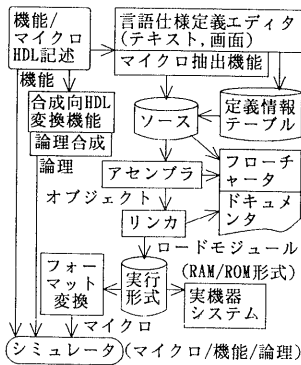 機能/
マイクロ
HDL記述
言語仕様定義エディタ
(テキスト,画面)
マイクロ抽出機能
機能
合成向HDL
変換機能
論理合成
ソース
定義情報
テーブル
論理
アセンブラ
フロー
チャータ
オブジェクト
ドキュ
メンタ
リンカ
ロードモジュール
(RAM/ROM形式)
フォー
マット
変換
実行
形式
実機器
システム
マイクロ
シミュレータ
(マイクロ/機能/論理)